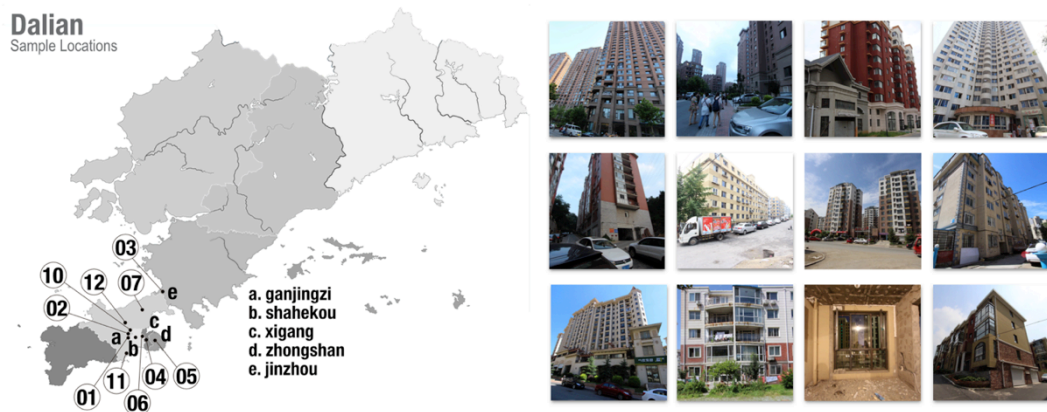 Dalian
Sample Locations
03
10
12
07
e
02
c
a
d
b
01
11
06
04
05
a. ganjingzi
b. shahekou
c. xigang
d. zhongshan
e. jinzhou